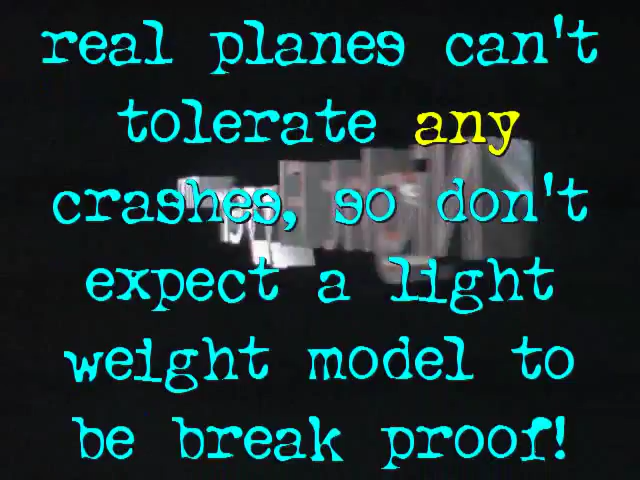 real planes can't
tolerate any
crashes, so don't
expect a light
weight model to
be break proof!